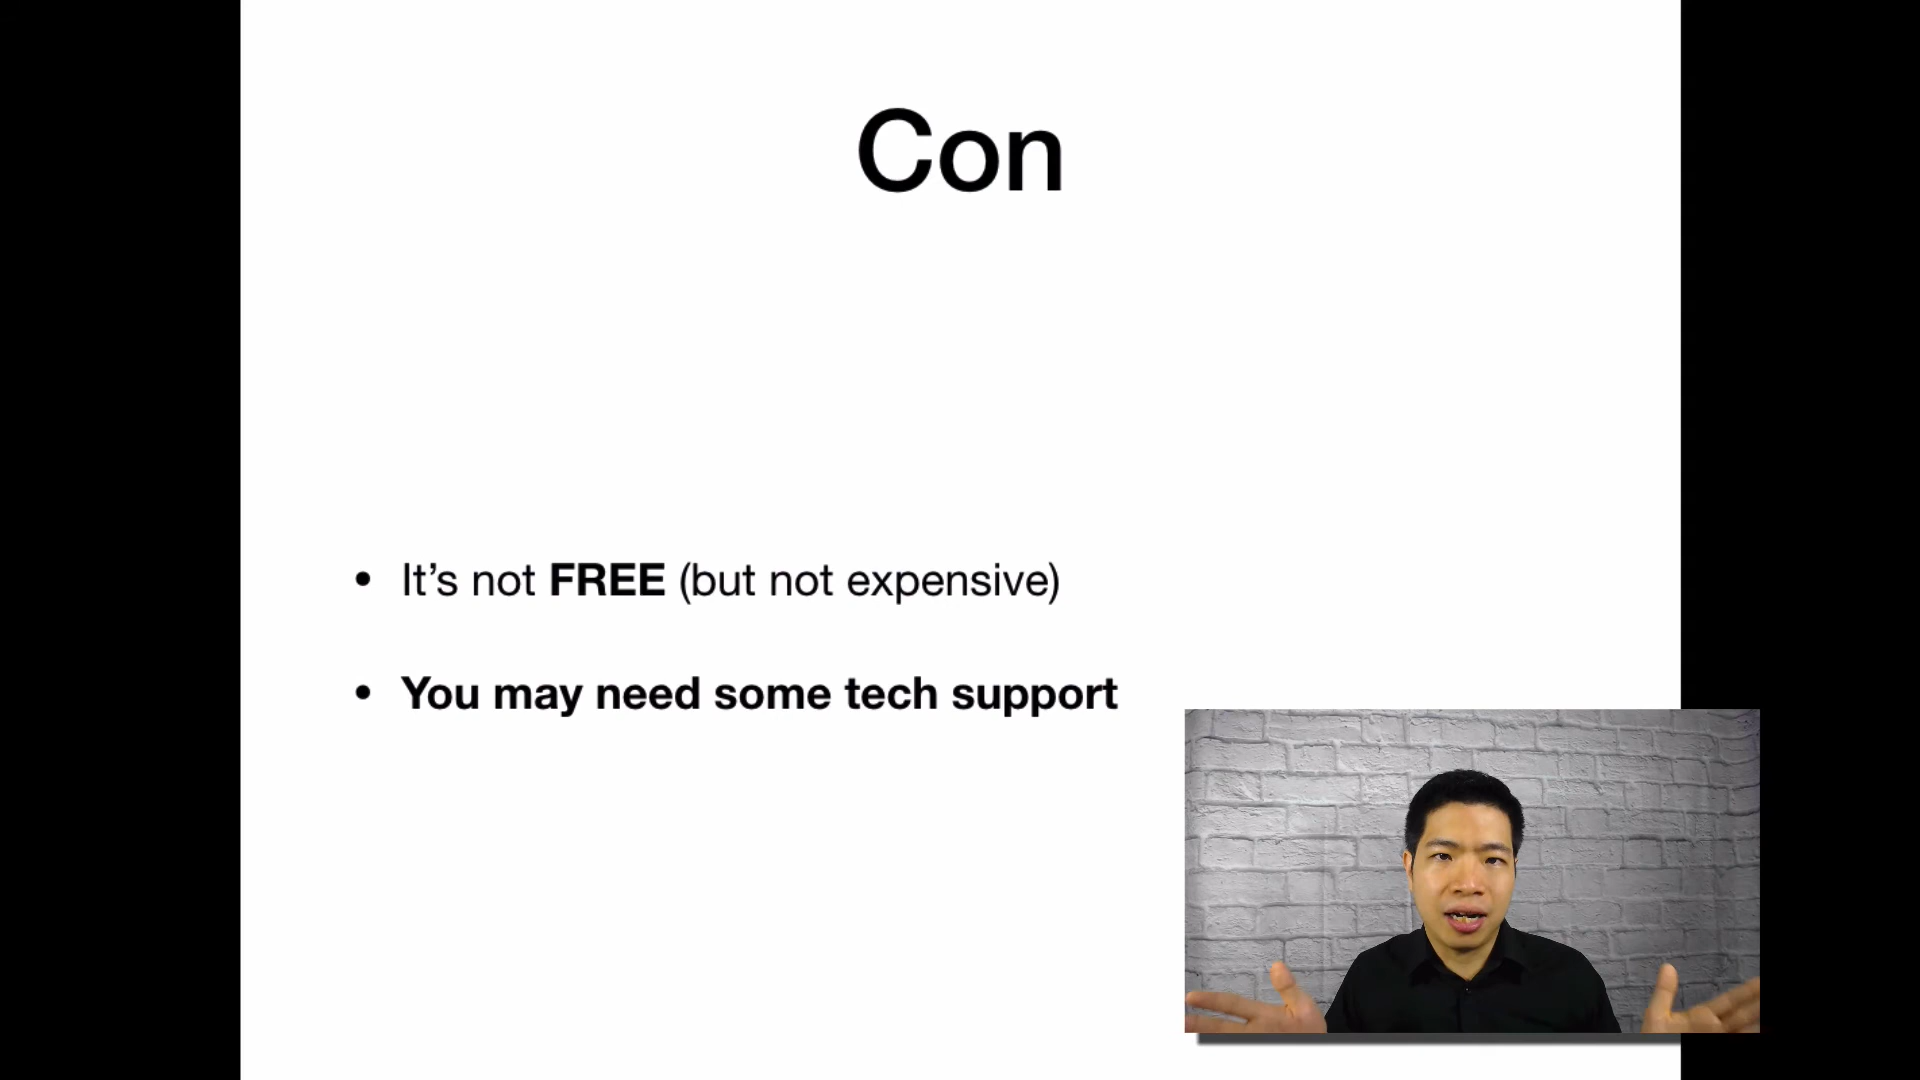 Con
• It’s not FREE (but not expensive)
• You may need some tech support